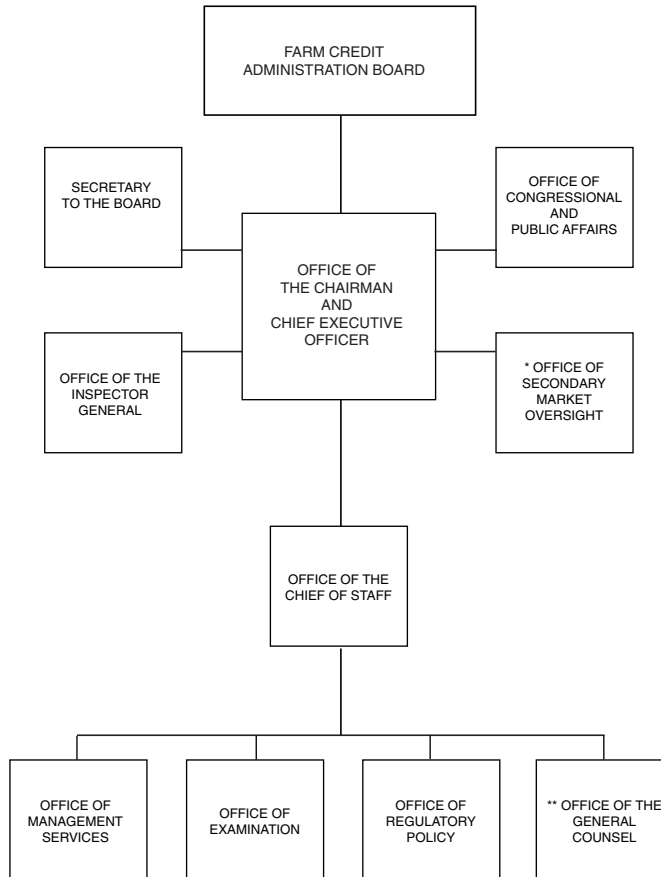 FARM CREDIT
ADMINISTRATION BOARD
SECRETARY
TO THE BOARD
OFFICE OF
CONGRESSIONAL
AND
PUBLIC AFFAIRS
OFFICE OF
THE CHAIRMAN
AND
CHIEF EXECUTIVE
OFFICER
OFFICE OF THE
INSPECTOR
GENERAL
* OFFICE OF
SECONDARY
MARKET
OVERSIGHT
OFFICE OF THE
CHIEF OF STAFF
OFFICE OF
MANAGEMENT
SERVICES
OFFICE OF
EXAMINATION
OFFICE OF
REGULATORY
POLICY
** OFFICE OF THE
GENERAL
COUNSEL